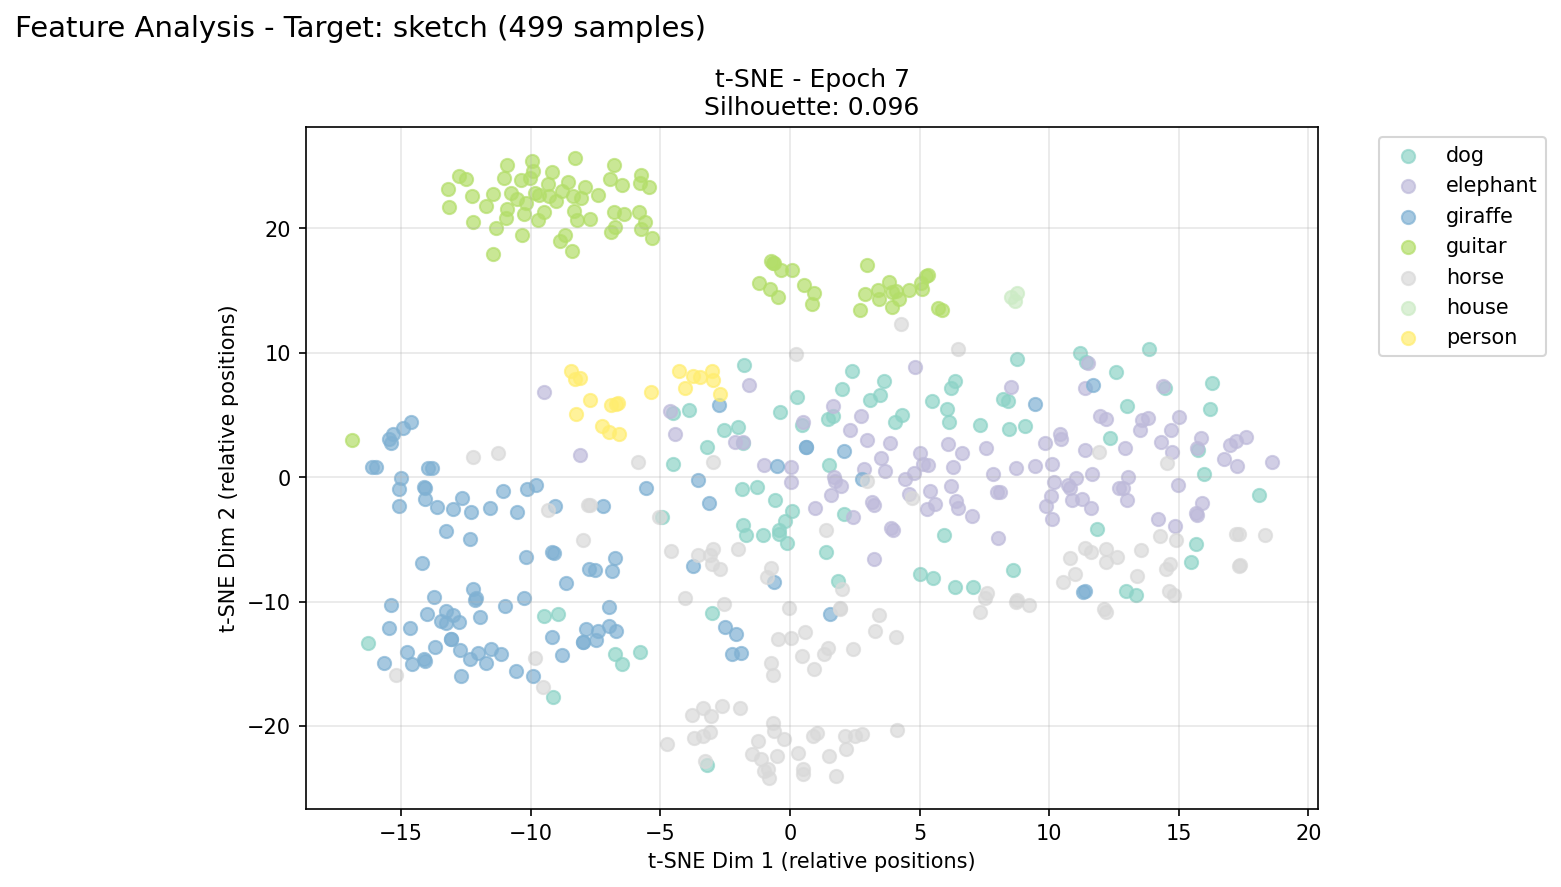 Feature Analysis - Target: sketch (499 samples)
t-SNE - Epoch 7
Silhouette: 0.096
dog
elephant
giraffe
guitar
horse
house
person
t-SNE Dim 2 (relative positions)
20
10
0
−10
−20
−15
−10
−5
0
5
10
15
20
t-SNE Dim 1 (relative positions)